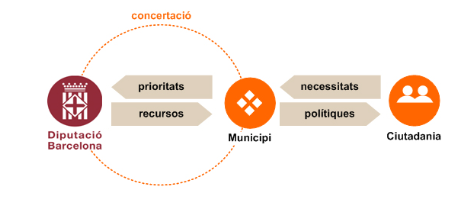 concertació
prioritats
necessitats
recursos
polítiques
Diputació
Barcelona
Municipi
Ciutadania